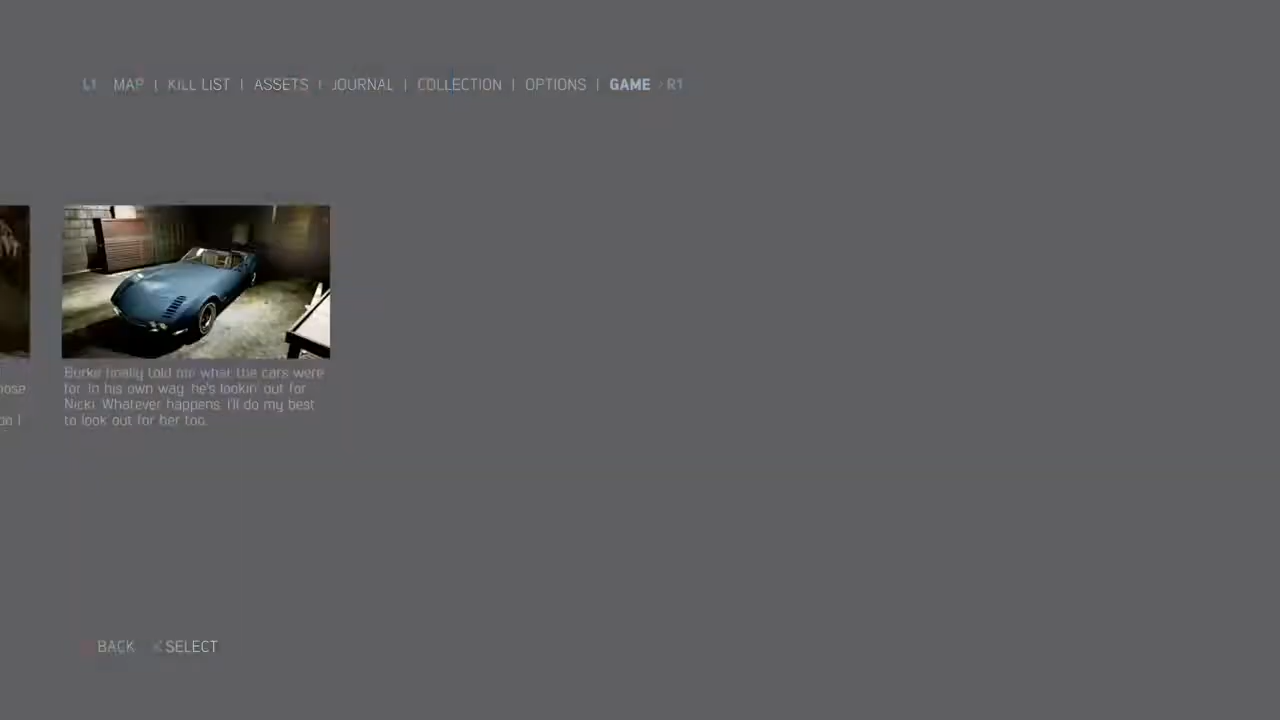 L1 MAP | KILL LIST | ASSETS | JOURNAL | COLLECTION | OPTIONS | GAME > R1
Burke finally told me what the cars were
for. In his own way, he's lookin' out for
Nicki. Whatever happens, I'll do my best
to look out for her too.
BACK SELECT